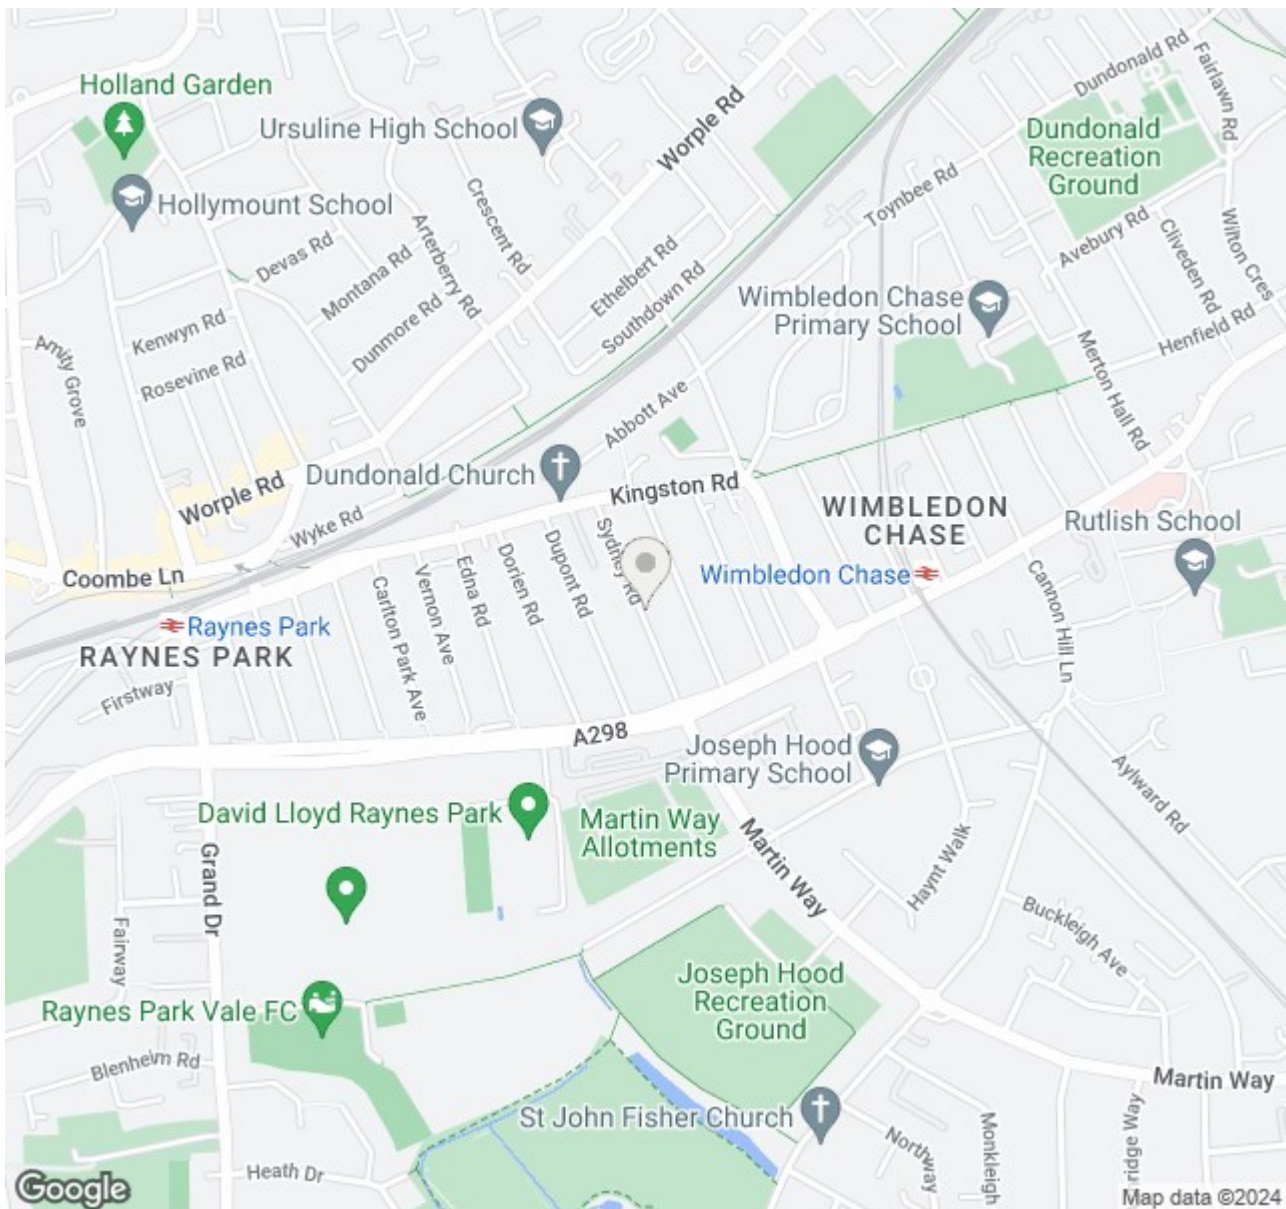 Holland Garden
Ursuline High School
Hollymount School
Worple Rd
Dundonald Rd
Fairlawn Rd
Dundonald
Recreation
Ground
Toynbee Rd
Avebury Rd
Cliveden Rd
Wilton Cres
Henfield Rd
Merton Hall Rd
Crescent Rd
Arterberry Rd
Devas Rd
Montana Rd
Dunmore Rd
Ethelbert Rd
Southdown Rd
Wimbledon Chase
Primary School
Kenwyn Rd
Rosevine Rd
Amity Grove
Abbott Ave
Dundonald Church
Kingston Rd
Worple Rd
Wyke Rd
Coombe Ln
WIMBLEDON
CHASE
Rutlish School
Wimbledon Chase
Cannon Hill Ln
Sydney Rd
Dupont Rd
Dorien Rd
Edna Rd
Vernon Ave
Carlton Park Ave
Raynes Park
RAYNES PARK
Firstway
A298
Joseph Hood
Primary School
Aylward Rd
David Lloyd Raynes Park
Martin Way
Allotments
Martin Way
Haynt Walk
Grand Dr
Fairway
Buckleigh Ave
Joseph Hood
Recreation
Ground
Raynes Park Vale FC
Blenheim Rd
Martin Way
St John Fisher Church
Northway
Monkleigh
Heath Dr
Google
Map data ©2024